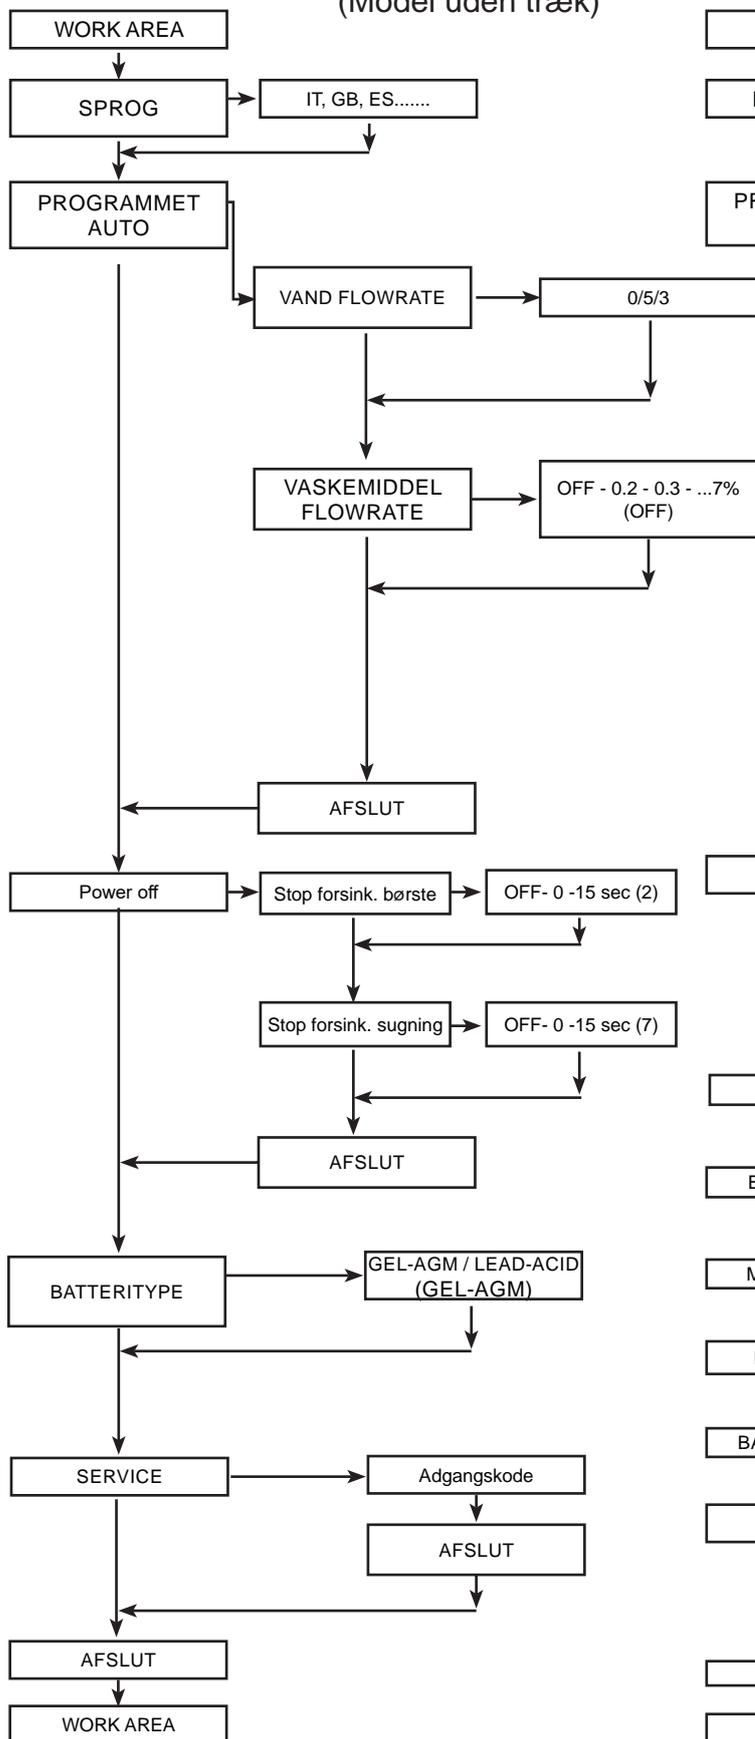 (Model uden træk)
WORK AREA
SPROG
IT, GB, ES.......
PROGRAMMET
AUTO
VAND FLOWRATE
0/5/3
VASKEMIDDEL
FLOWRATE
OFF - 0.2 - 0.3 - ...7%
(OFF)
AFSLUT
Power off
Stop forsink. børste
OFF- 0 -15 sec (2)
Stop forsink. sugning
OFF- 0 -15 sec (7)
AFSLUT
BATTERITYPE
GEL-AGM / LEAD-ACID
(GEL-AGM)
SERVICE
Adgangskode
AFSLUT
AFSLUT
WORK AREA